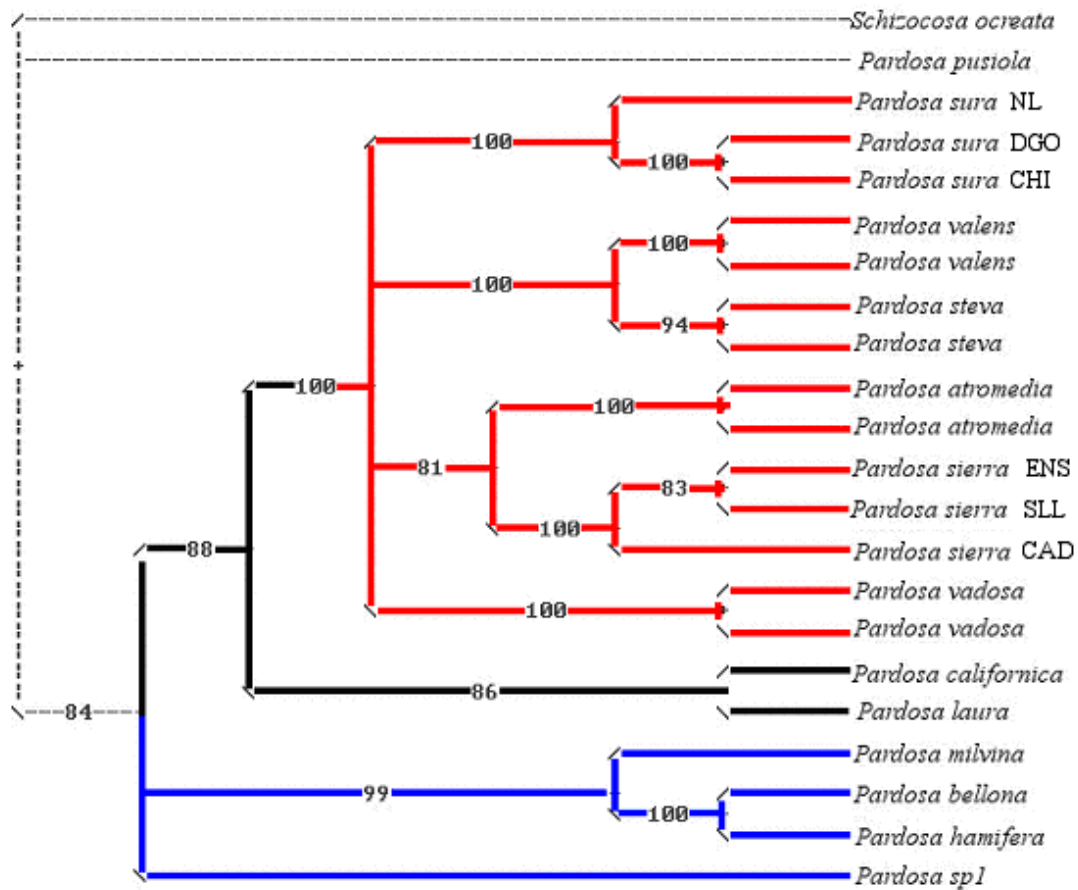 Schizocosa ocreata
Pardosa pusiola
Pardosa sura NL
100
Pardosa sura DGO
100
Pardosa sura CHI
Pardosa valens
100
Pardosa valens
100
Pardosa steva
94
Pardosa steva
100
Pardosa atromedia
100
Pardosa atromedia
81
Pardosa sierra ENS
83
Pardosa sierra SLL
100
Pardosa sierra CAD
88
Pardosa vadosa
100
Pardosa vadosa
Pardosa californica
86
Pardosa laura
84
Pardosa milvina
99
Pardosa bellona
100
Pardosa hamifera
Pardosa sp1